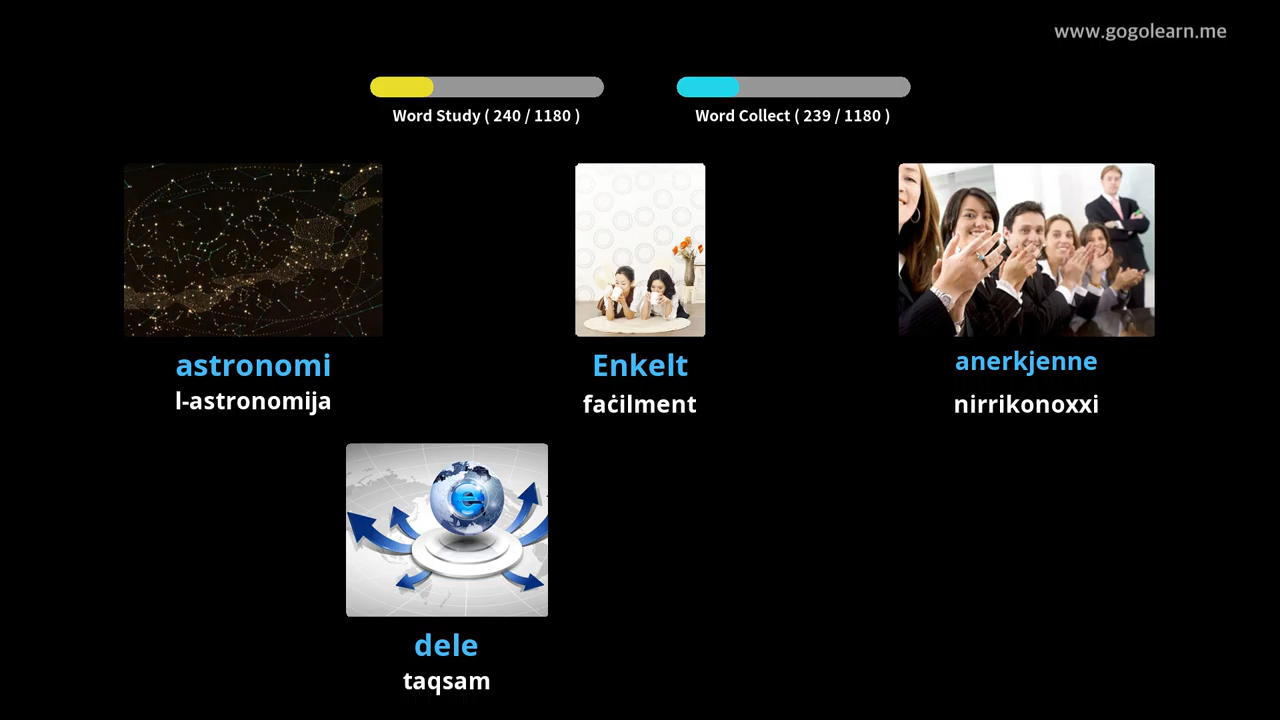 www.gogolearn.me
Word Study ( 240 / 1180 )
Word Collect ( 239 / 1180 )
astronomi
l-astronomija
Enkelt
faċilment
anerkjenne
nirrikonoxxi
e
dele
taqsam